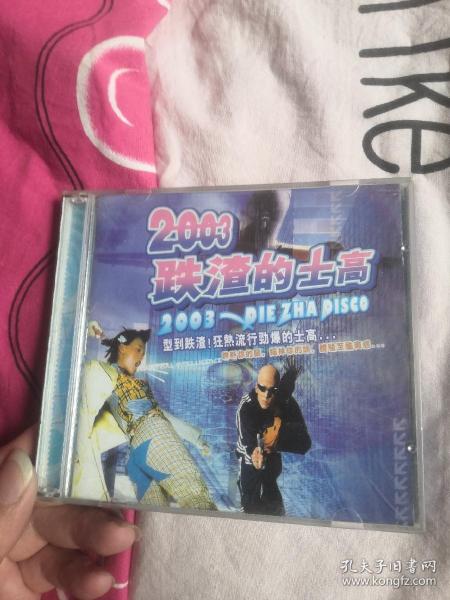 nke
2003
跌渣的士高
2003 DIE ZHA DISCO
型到跌渣!狂熱流行勁爆的士高...
孔夫子旧书网
www.kongfz.com